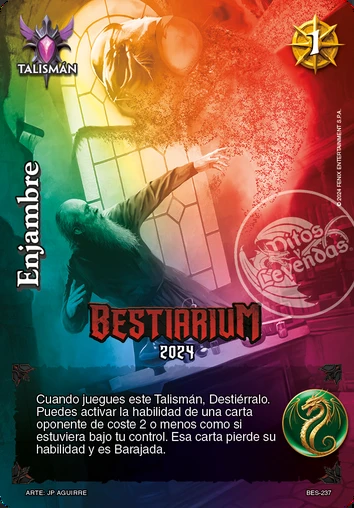 TALISMÁN
1
Enjambre
© 2024 FENIX ENTERTAINMENT S.P.A.
Mitos y
Leyendas
BESTIARIUM
2024
Cuando juegues este Talismán, Destiérralo.
Puedes activar la habilidad de una carta
oponente de coste 2 o menos como si
estuviera bajo tu control. Esa carta pierde su
habilidad y es Barajada.
ARTE: JP AGUIRRE
BES-237